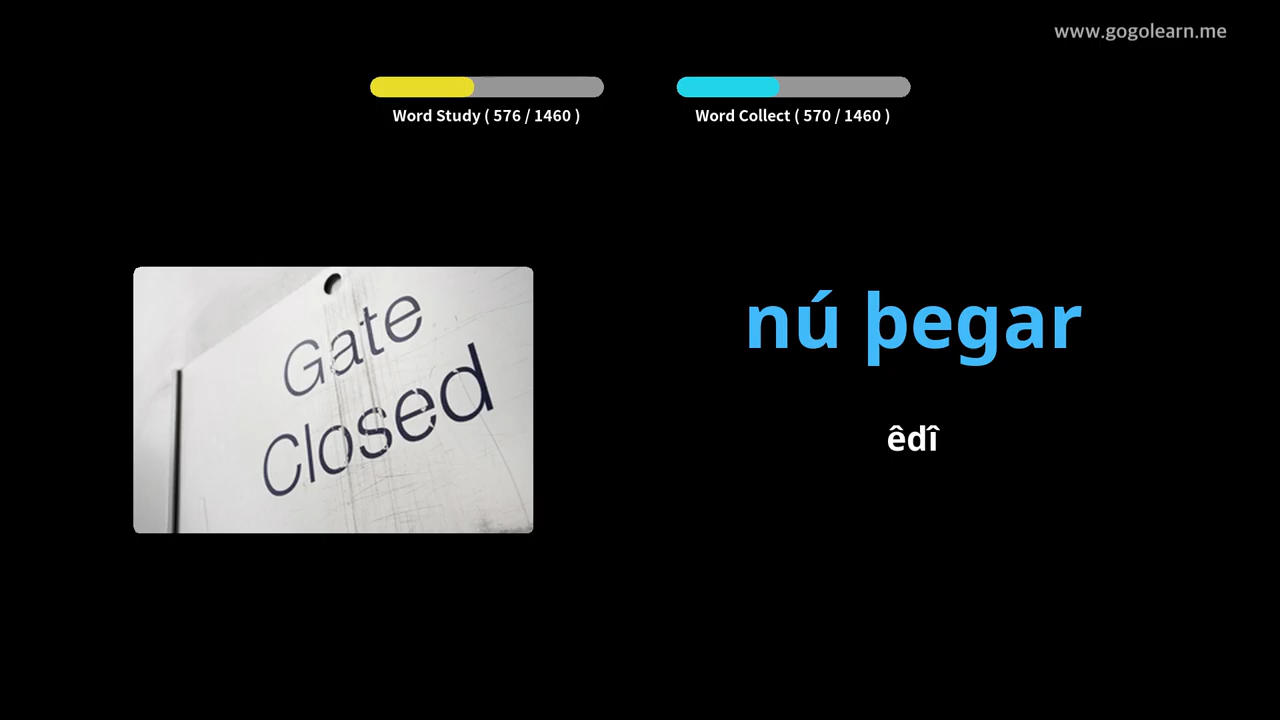 www.gogolearn.me
Word Study ( 576 / 1460 )
Word Collect ( 570 / 1460 )
Gate
Closed
nú þegar
êdî